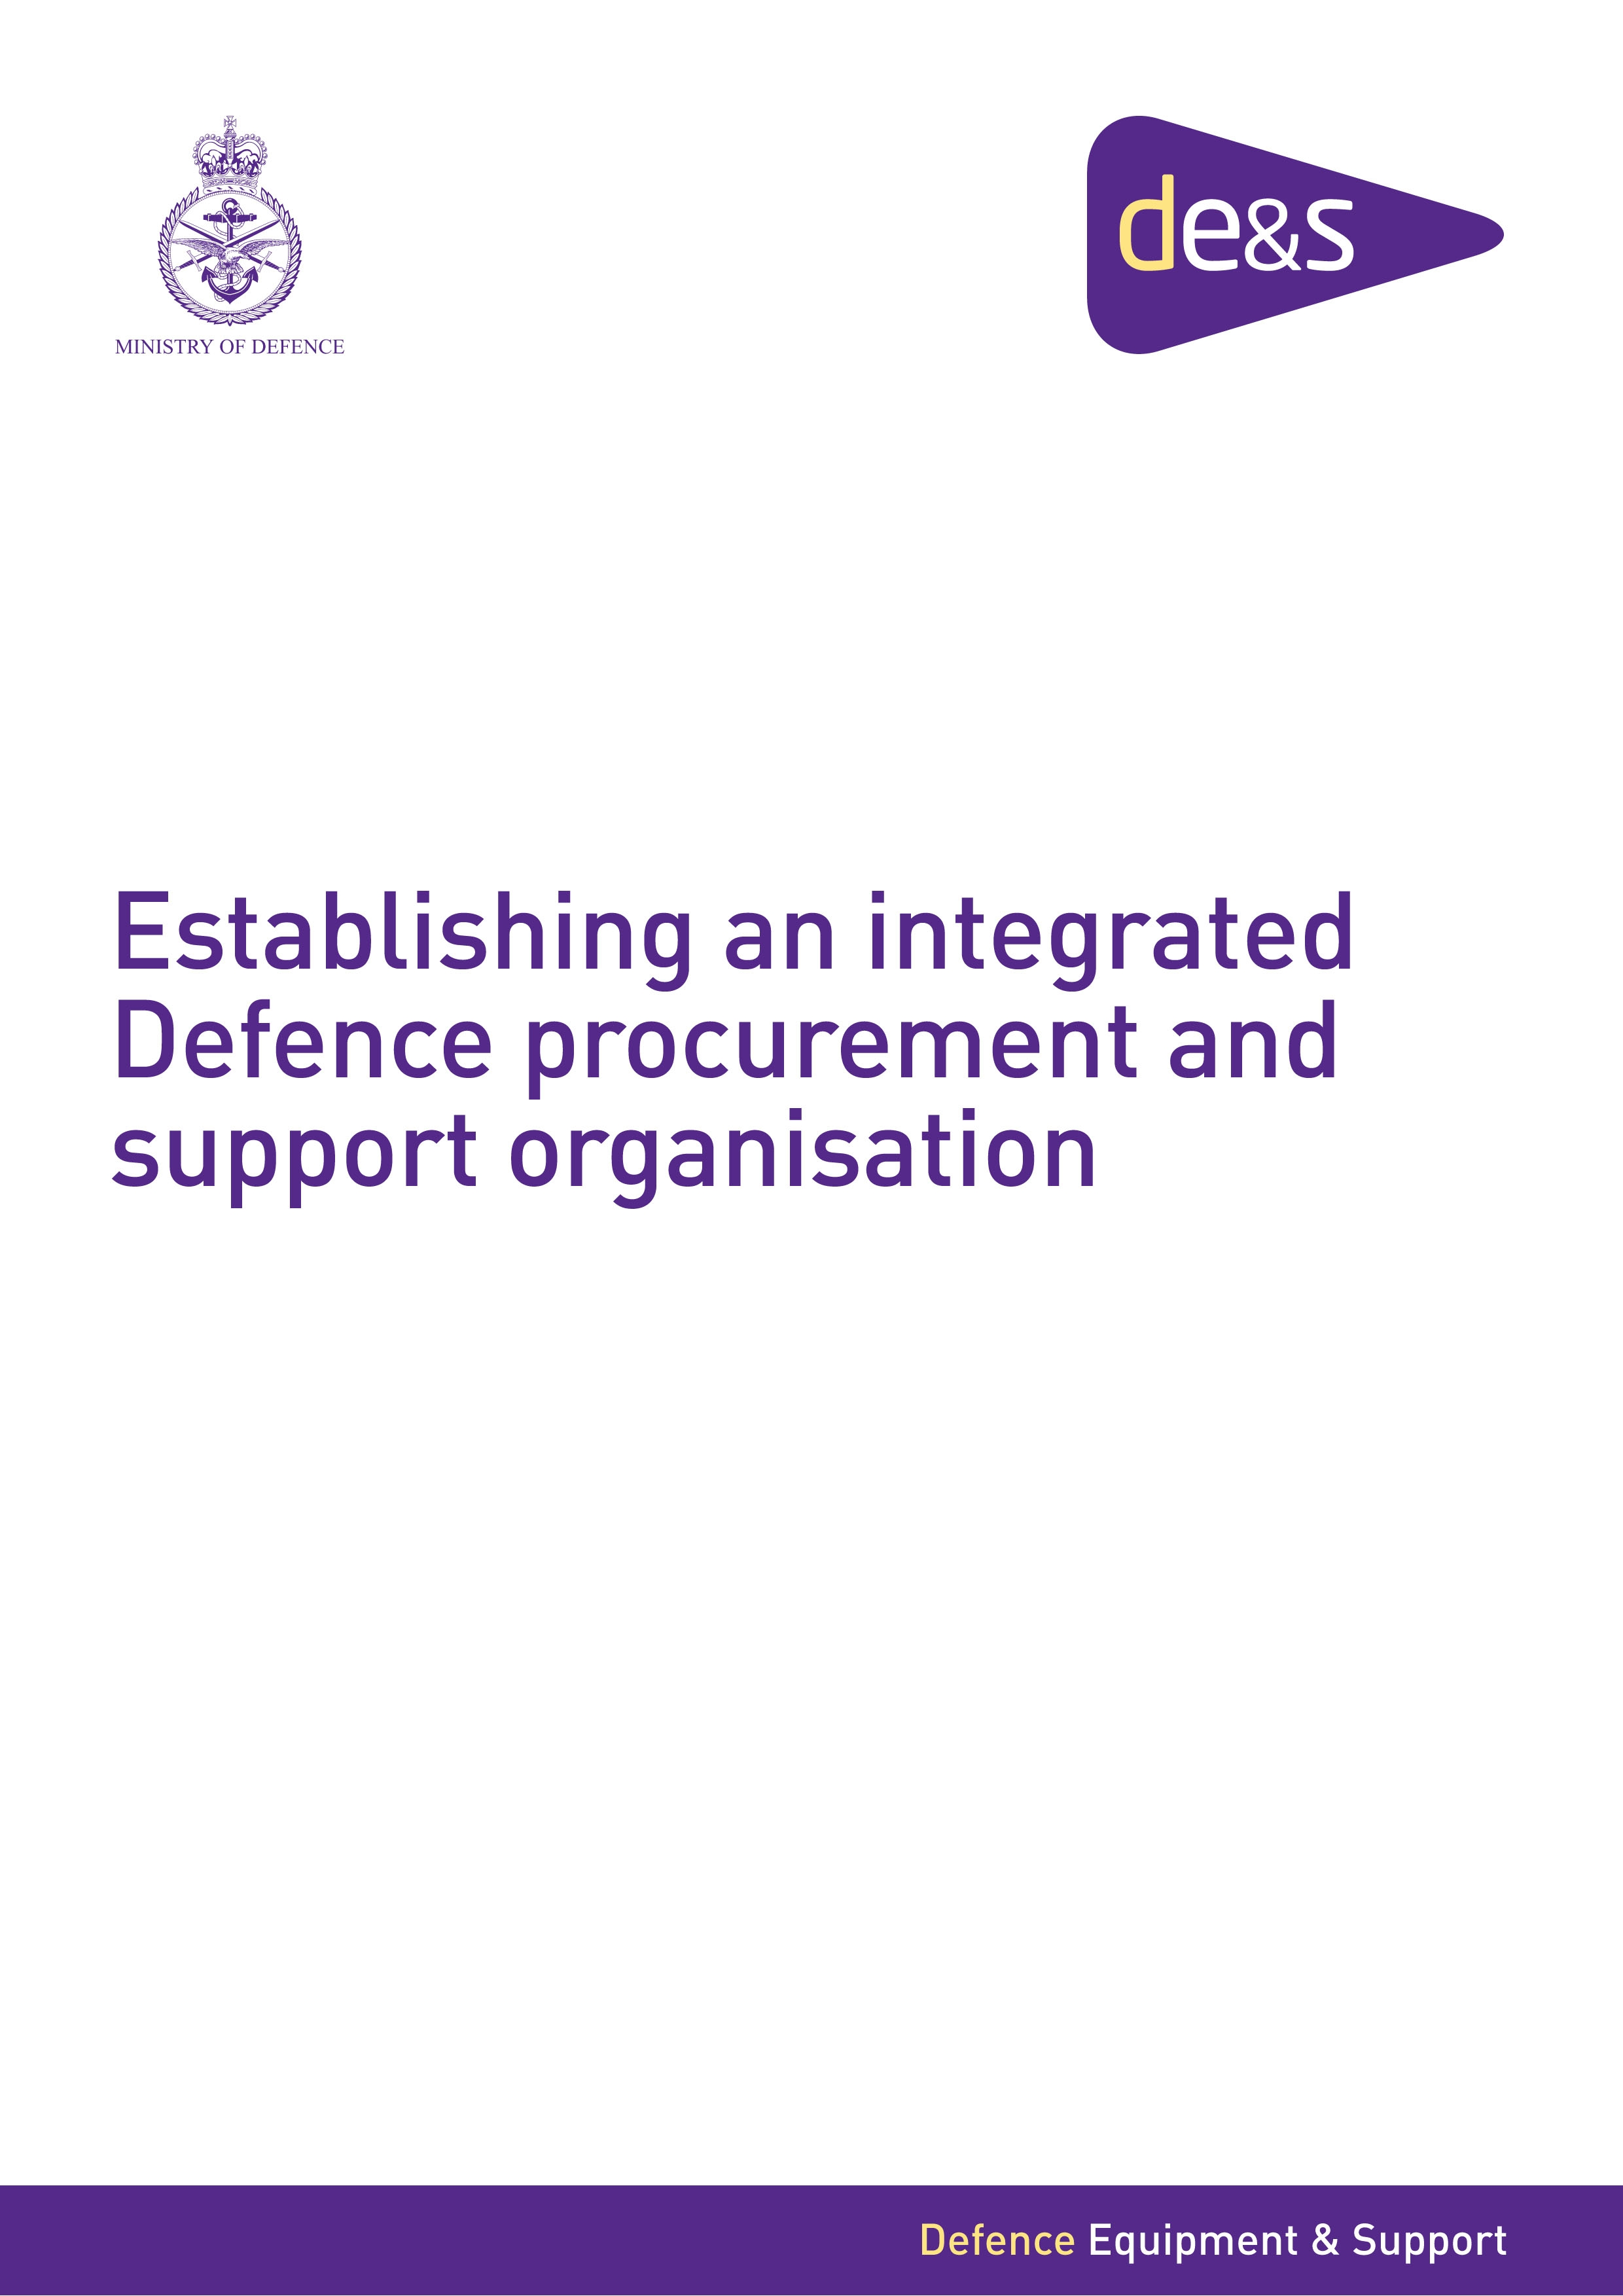 MINISTRY OF DEFENCE
de&s
Establishing an integrated
Defence procurement and
support organisation
Defence Equipment & Support